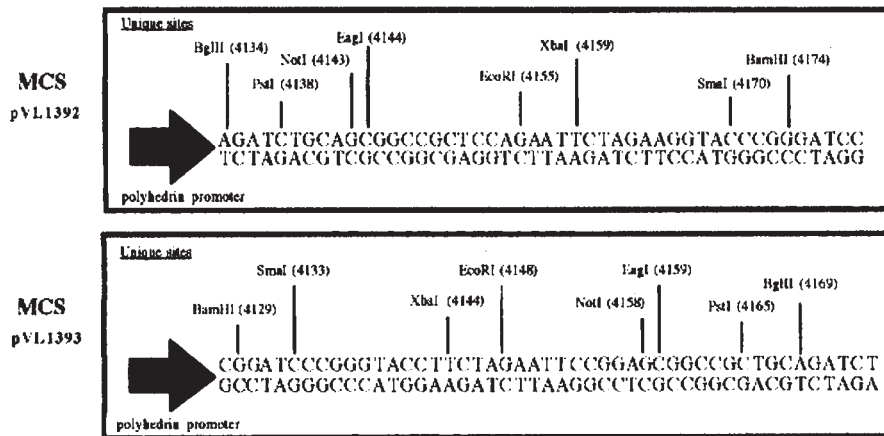 Unique sites
EagI (4144)
XbaI (4159)
BglII (4134)
NotI (4143)
BamHI (4174)
PstI (4138)
EcoRI (4155)
SmaI (4170)
MCS
pVL1392
AGATCTGCAGCGGCCGCTCCAGAATTCTAGAAGGTACCCGGGATCC
TCTAGACGTCGCCGGCGAGGTCTTAAGATCTTCCATGGGCCCTAGG
polyhedrin promoter
Unique sites
SmaI (4133)
EcoRI (4148)
EagI (4159)
BglII (4169)
BamHI (4129)
XbaI (4144)
NotI (4158)
PstI (4165)
MCS
pVL1393
CGGATCCCGGGTACCTTCTAGAATTCCGGAGCGGCCGCTGCAGATCT
GCCTAGGGCCCATGGAAGATCTTAAGGCCTCGCCGGCGACGTCTAGA
polyhedrin promoter